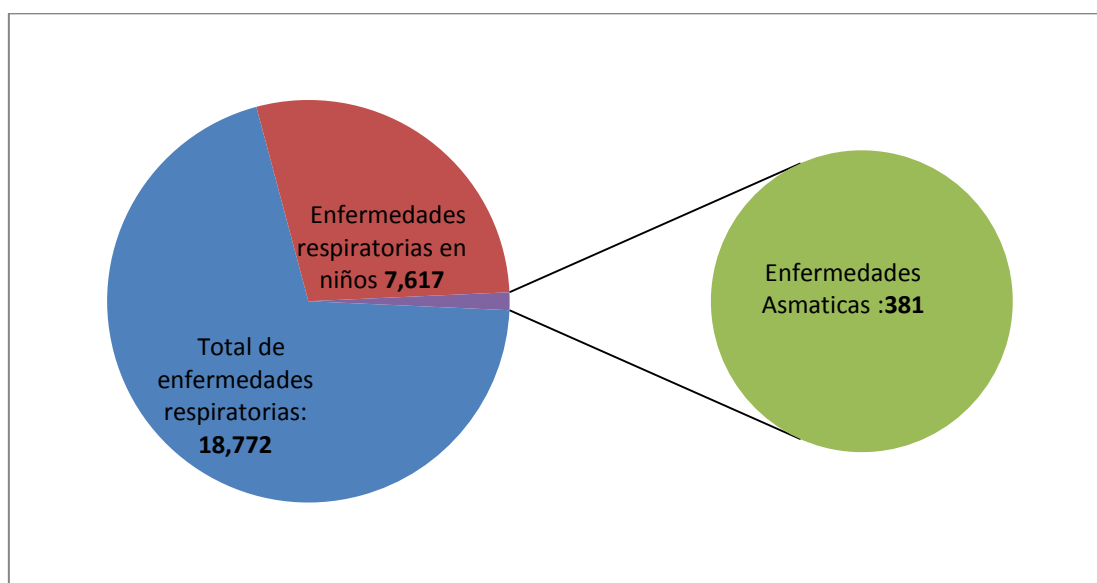 Enfermedades
respiratorias en
niños 7,617
Total de
enfermedades
respiratorias:
18,772
Enfermedades
Asmaticas :381